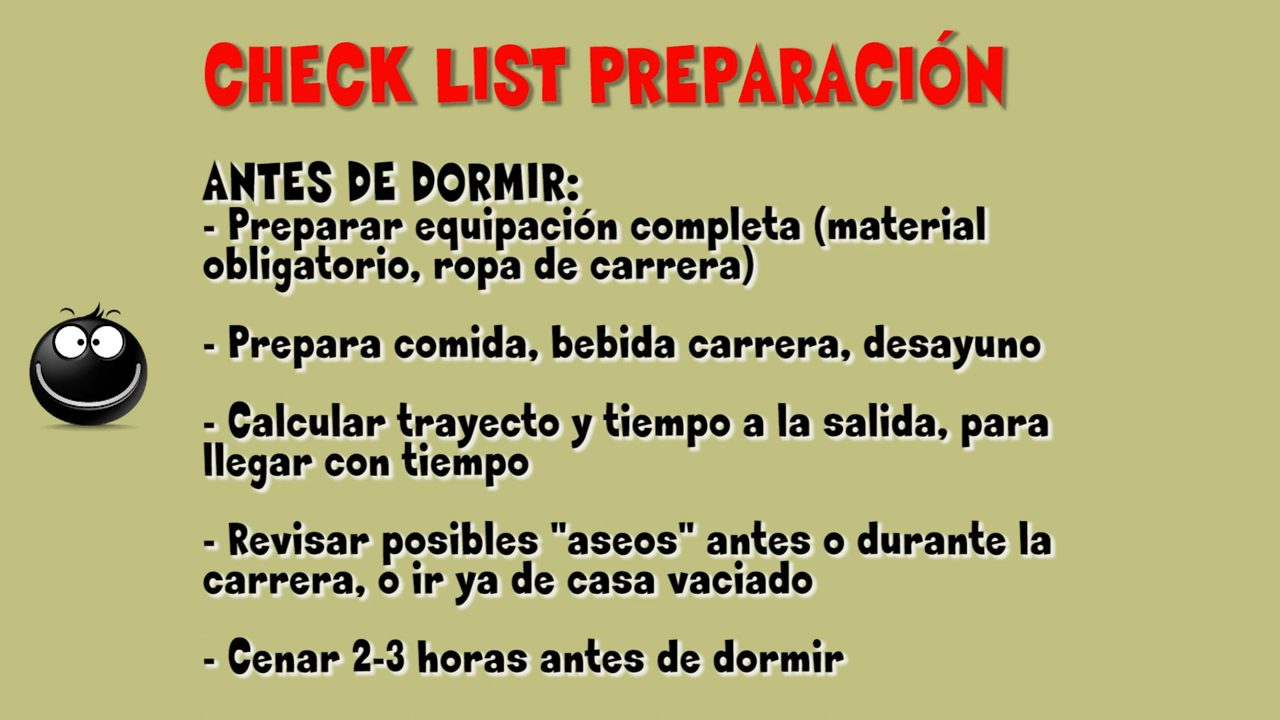 CHECK LIST PREPARACIÓN
ANTES DE DORMIR:
- Preparar equipación completa (material
obligatorio, ropa de carrera)
- Prepara comida, bebida carrera, desayuno
- Calcular trayecto y tiempo a la salida, para
llegar con tiempo
- Revisar posibles "aseos" antes o durante la
carrera, o ir ya de casa vaciado
- Cenar 2-3 horas antes de dormir